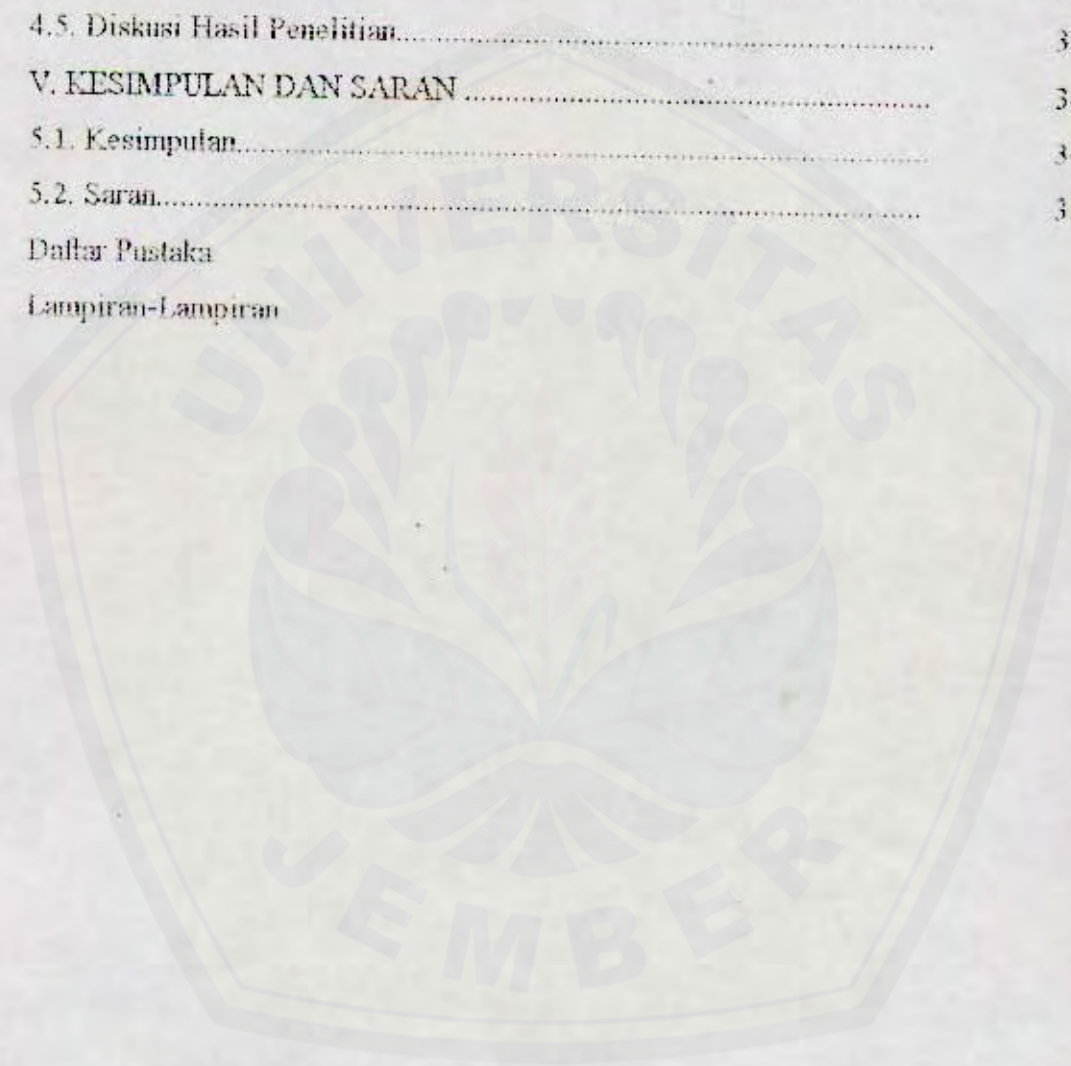 4.5. Diskusi Hasil Penelitian.................................................................... 3
V. KESIMPULAN DAN SARAN .................................................................... 3
5.1. Kesimpulan.................................................................... 3
5.2. Saran.................................................................... 3
Daftar Pustaka
Lampiran-Lampiran
UNIVERSITAS
JEMBER